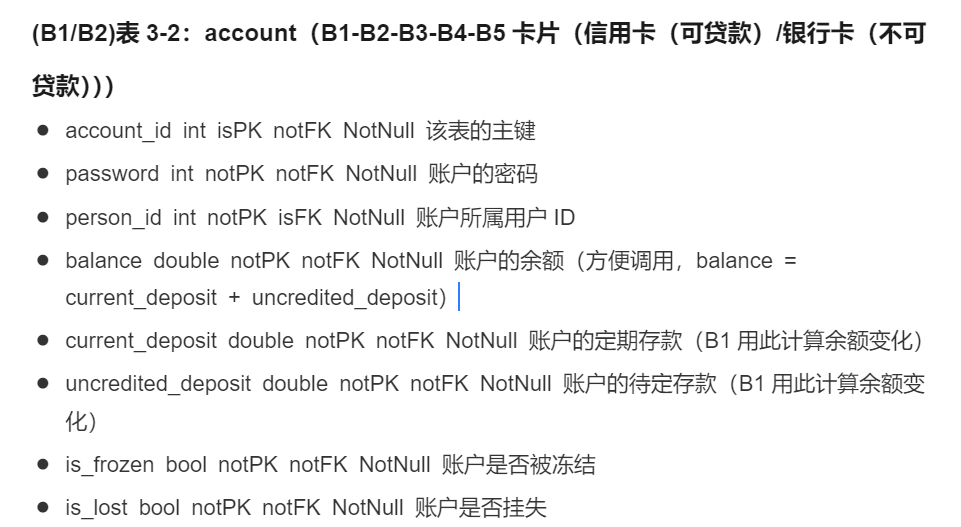 (B1/B2)表 3-2：account（B1-B2-B3-B4-B5 卡片（信用卡（可贷款）/银行卡（不可
贷款）））
● account_id int isPK notFK NotNull 该表的主键
● password int notPK notFK NotNull 账户的密码
● person_id int notPK isFK NotNull 账户所属用户 ID
● balance double notPK notFK NotNull 账户的余额（方便调用，balance =
current_deposit + uncredited_deposit）
● current_deposit double notPK notFK NotNull 账户的定期存款（B1 用此计算余额变化）
● uncredited_deposit double notPK notFK NotNull 账户的待定存款（B1 用此计算余额变
化）
● is_frozen bool notPK notFK NotNull 账户是否被冻结
● is_lost bool notPK notFK NotNull 账户是否挂失